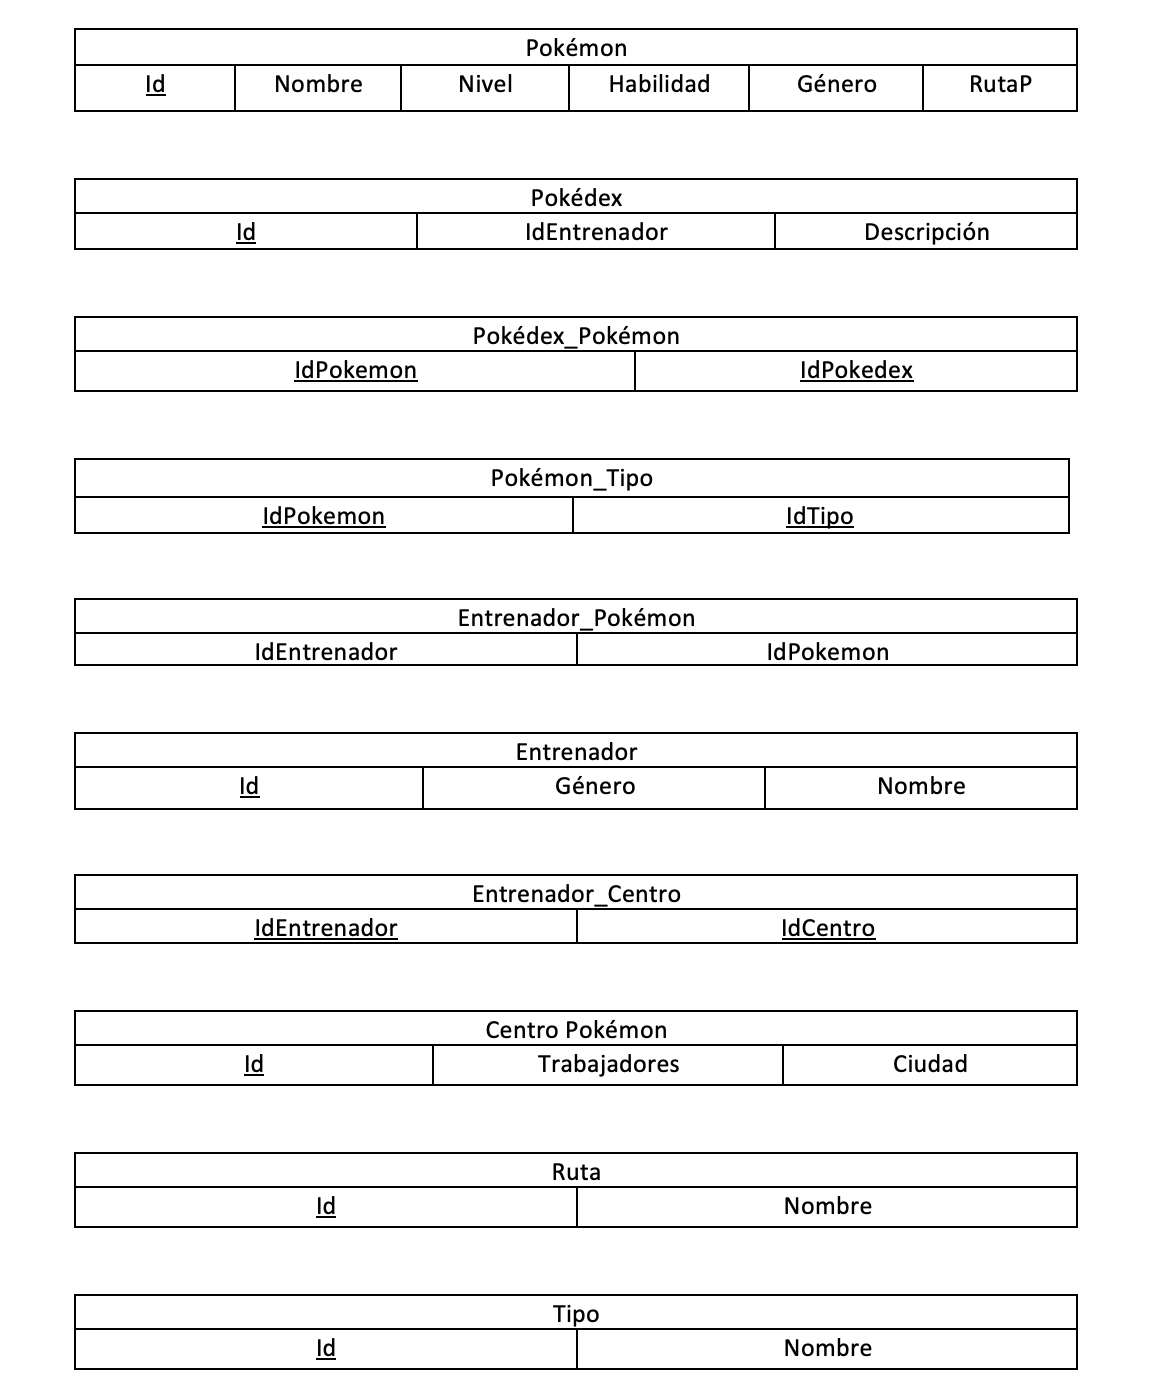 Pokémon
Id Nombre Nivel Habilidad Género RutaP
Pokédex
Id IdEntrenador Descripción
Pokédex_Pokémon
IdPokemon IdPokedex
Pokémon_Tipo
IdPokemon IdTipo
Entrenador_Pokémon
IdEntrenador IdPokemon
Entrenador
Id Género Nombre
Entrenador_Centro
IdEntrenador IdCentro
Centro Pokémon
Id Trabajadores Ciudad
Ruta
Id Nombre
Tipo
Id Nombre